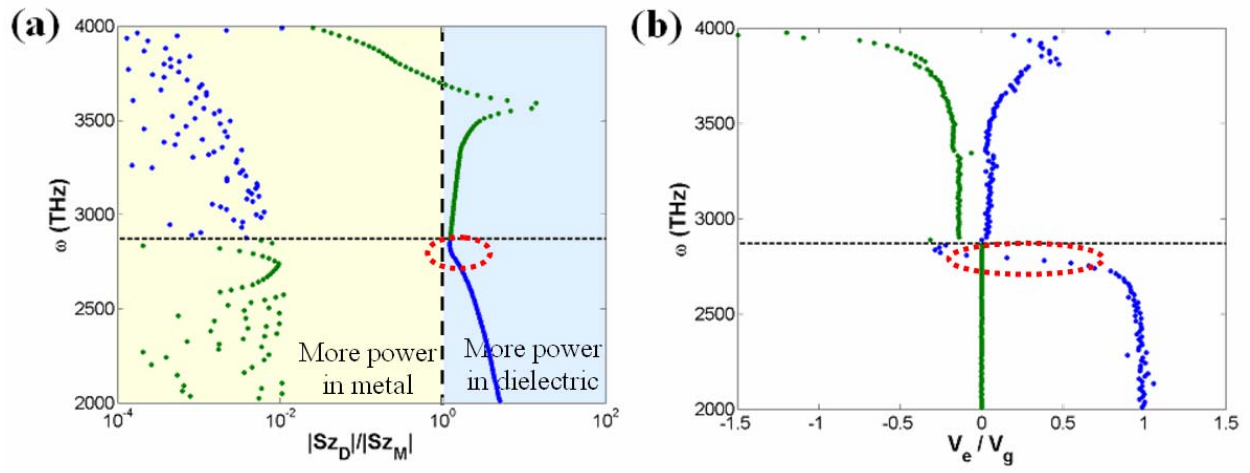 (a)
4000
3500
3000
2500
2000
ω (THz)
More power
in metal
More power
in dielectric
10^-4
10^-2
10^0
10^2
|Sz_D|/|Sz_M|
(b)
4000
3500
3000
2500
2000
ω (THz)
-1.5
-1
-0.5
0
0.5
1
1.5
V_e / V_g